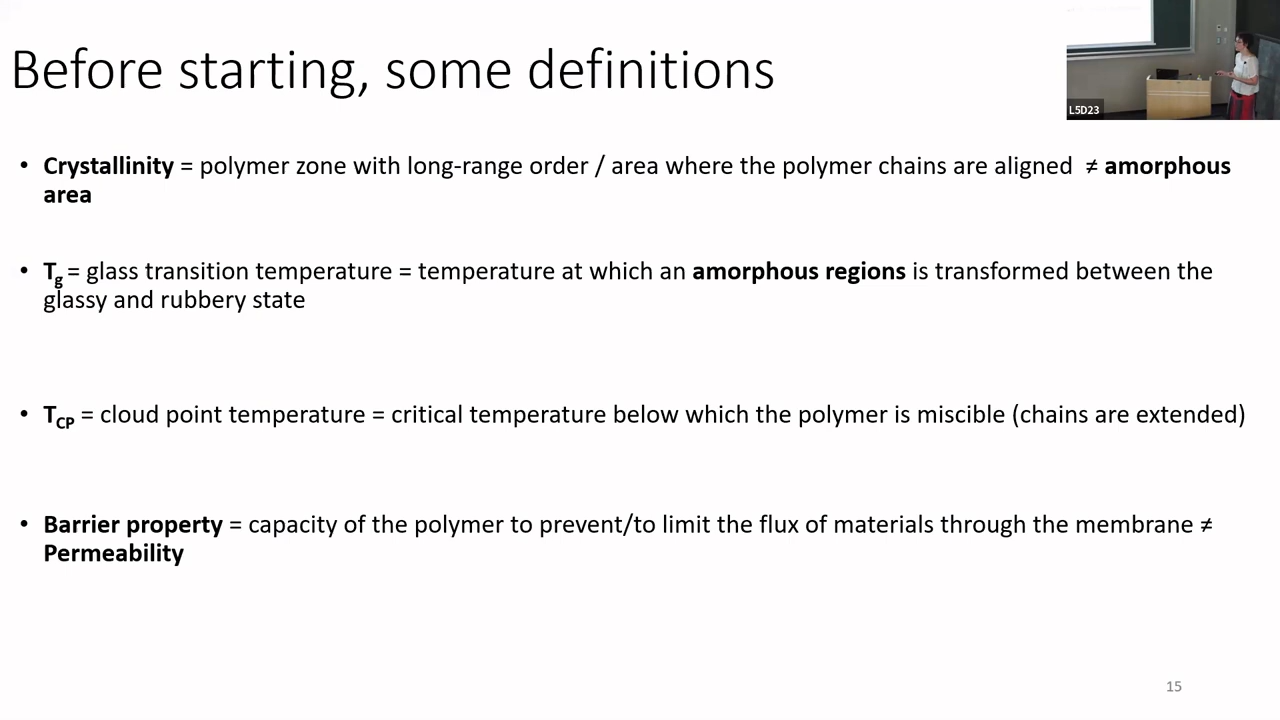 Before starting, some definitions
L5D23
• Crystallinity = polymer zone with long-range order / area where the polymer chains are aligned ≠ amorphous
area
• Tg = glass transition temperature = temperature at which an amorphous regions is transformed between the
glassy and rubbery state
• TCP = cloud point temperature = critical temperature below which the polymer is miscible (chains are extended)
• Barrier property = capacity of the polymer to prevent/to limit the flux of materials through the membrane ≠
Permeability
15